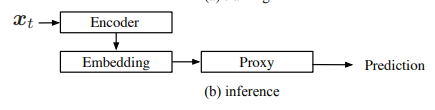 x_t
Encoder
Embedding
Proxy
Prediction
(b) inference